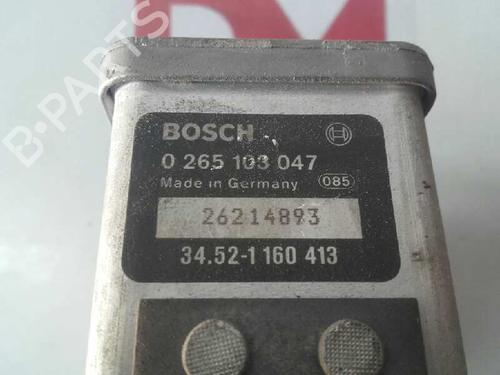 BOSCH
0 265 103 047
Made in Germany 085
26214893
34.52-1 160 413
B-PARTS